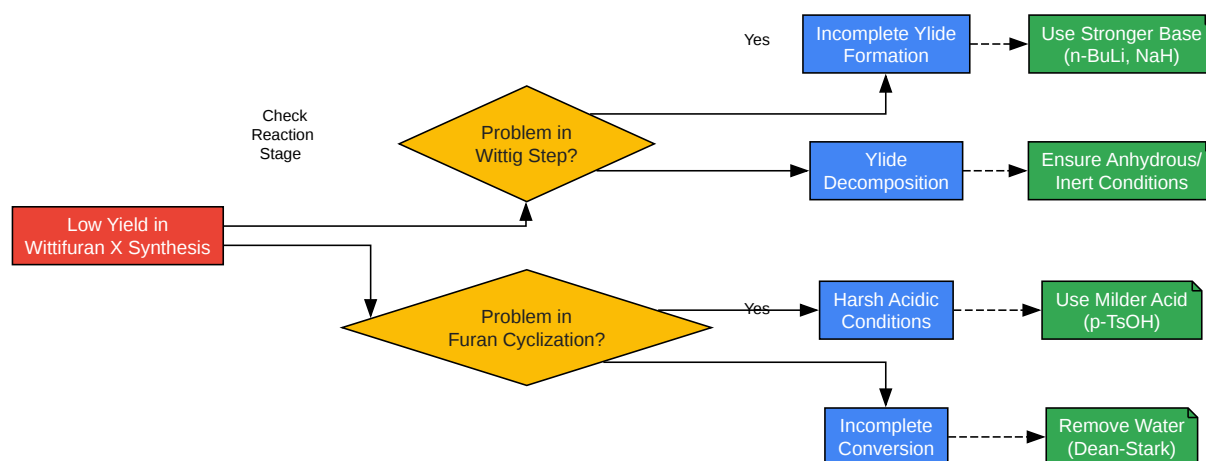 Low Yield in
Wittifuran X Synthesis
Check
Reaction
Stage
Problem in
Wittig Step?
Yes
Incomplete Ylide
Formation
Use Stronger Base
(n-BuLi, NaH)
Ylide
Decomposition
Ensure Anhydrous/
Inert Conditions
Problem in
Furan Cyclization?
Yes
Harsh Acidic
Conditions
Use Milder Acid
(p-TsOH)
Incomplete
Conversion
Remove Water
(Dean-Stark)